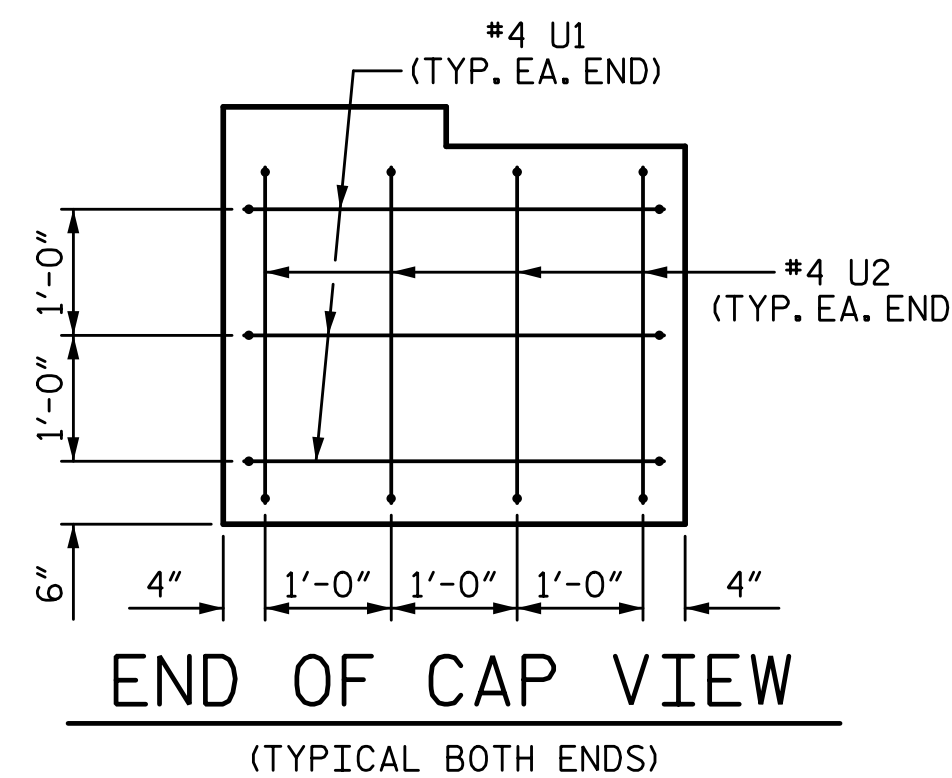 #4 U1
(TYP. EA. END)
#4 U2
(TYP. EA. END
1'-0"
1'-0"
6"
4"
1'-0"
1'-0"
1'-0"
4"
END OF CAP VIEW
(TYPICAL BOTH ENDS)